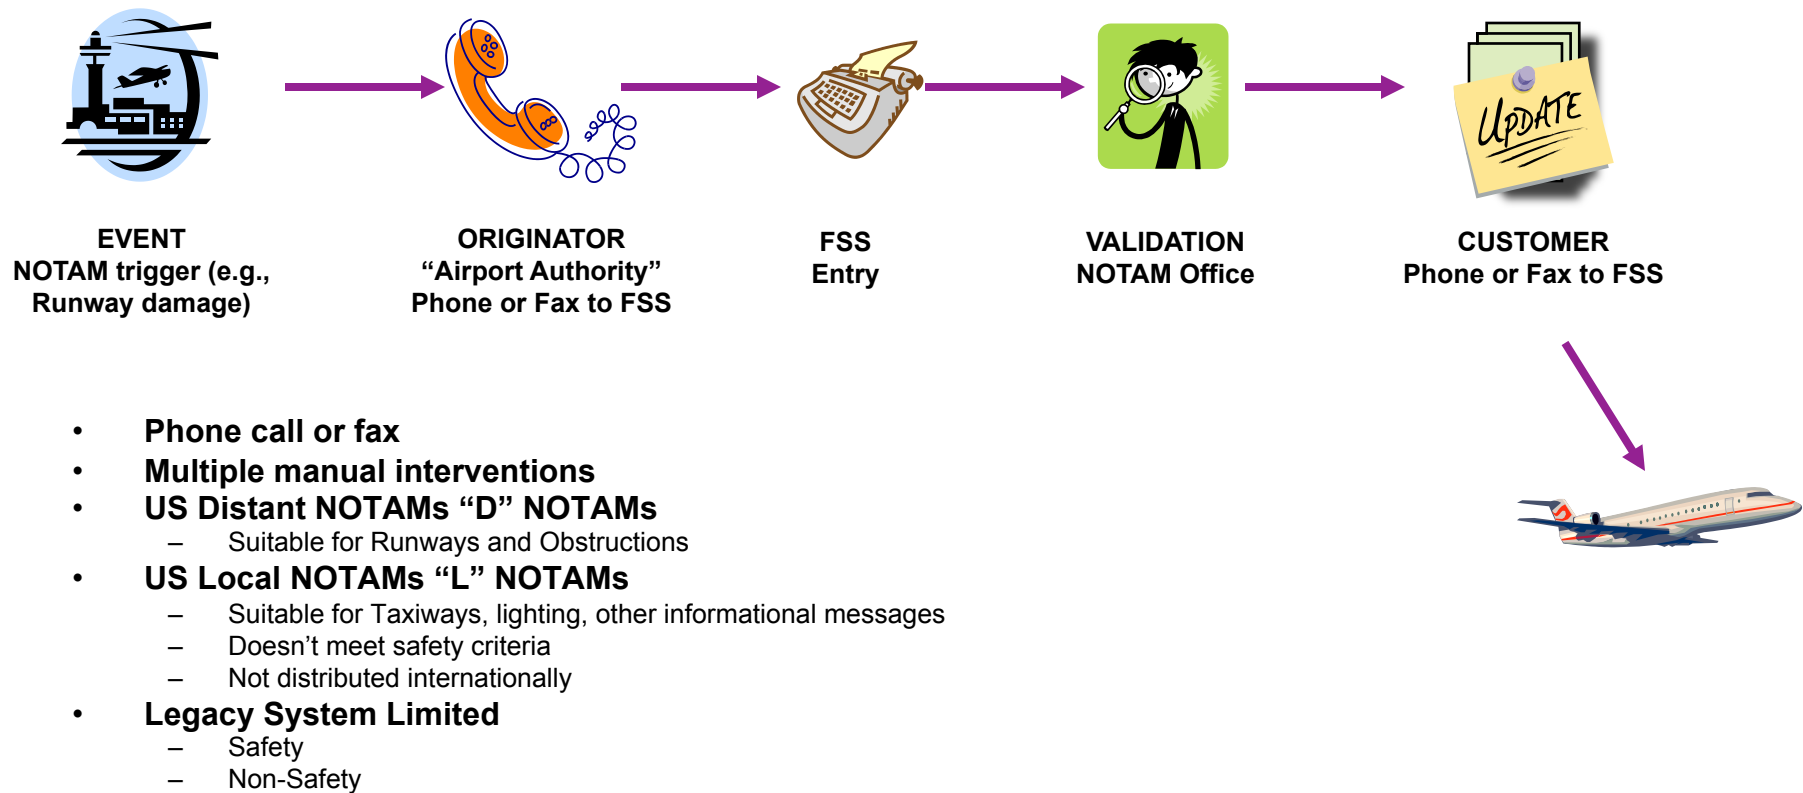 UPDATE
EVENT
NOTAM trigger (e.g.,
Runway damage)
ORIGINATOR
“Airport Authority”
Phone or Fax to FSS
FSS
Entry
VALIDATION
NOTAM Office
CUSTOMER
Phone or Fax to FSS
• Phone call or fax
• Multiple manual interventions
• US Distant NOTAMs “D” NOTAMs
– Suitable for Runways and Obstructions
• US Local NOTAMs “L” NOTAMs
– Suitable for Taxiways, lighting, other informational messages
– Doesn’t meet safety criteria
– Not distributed internationally
• Legacy System Limited
– Safety
– Non-Safety